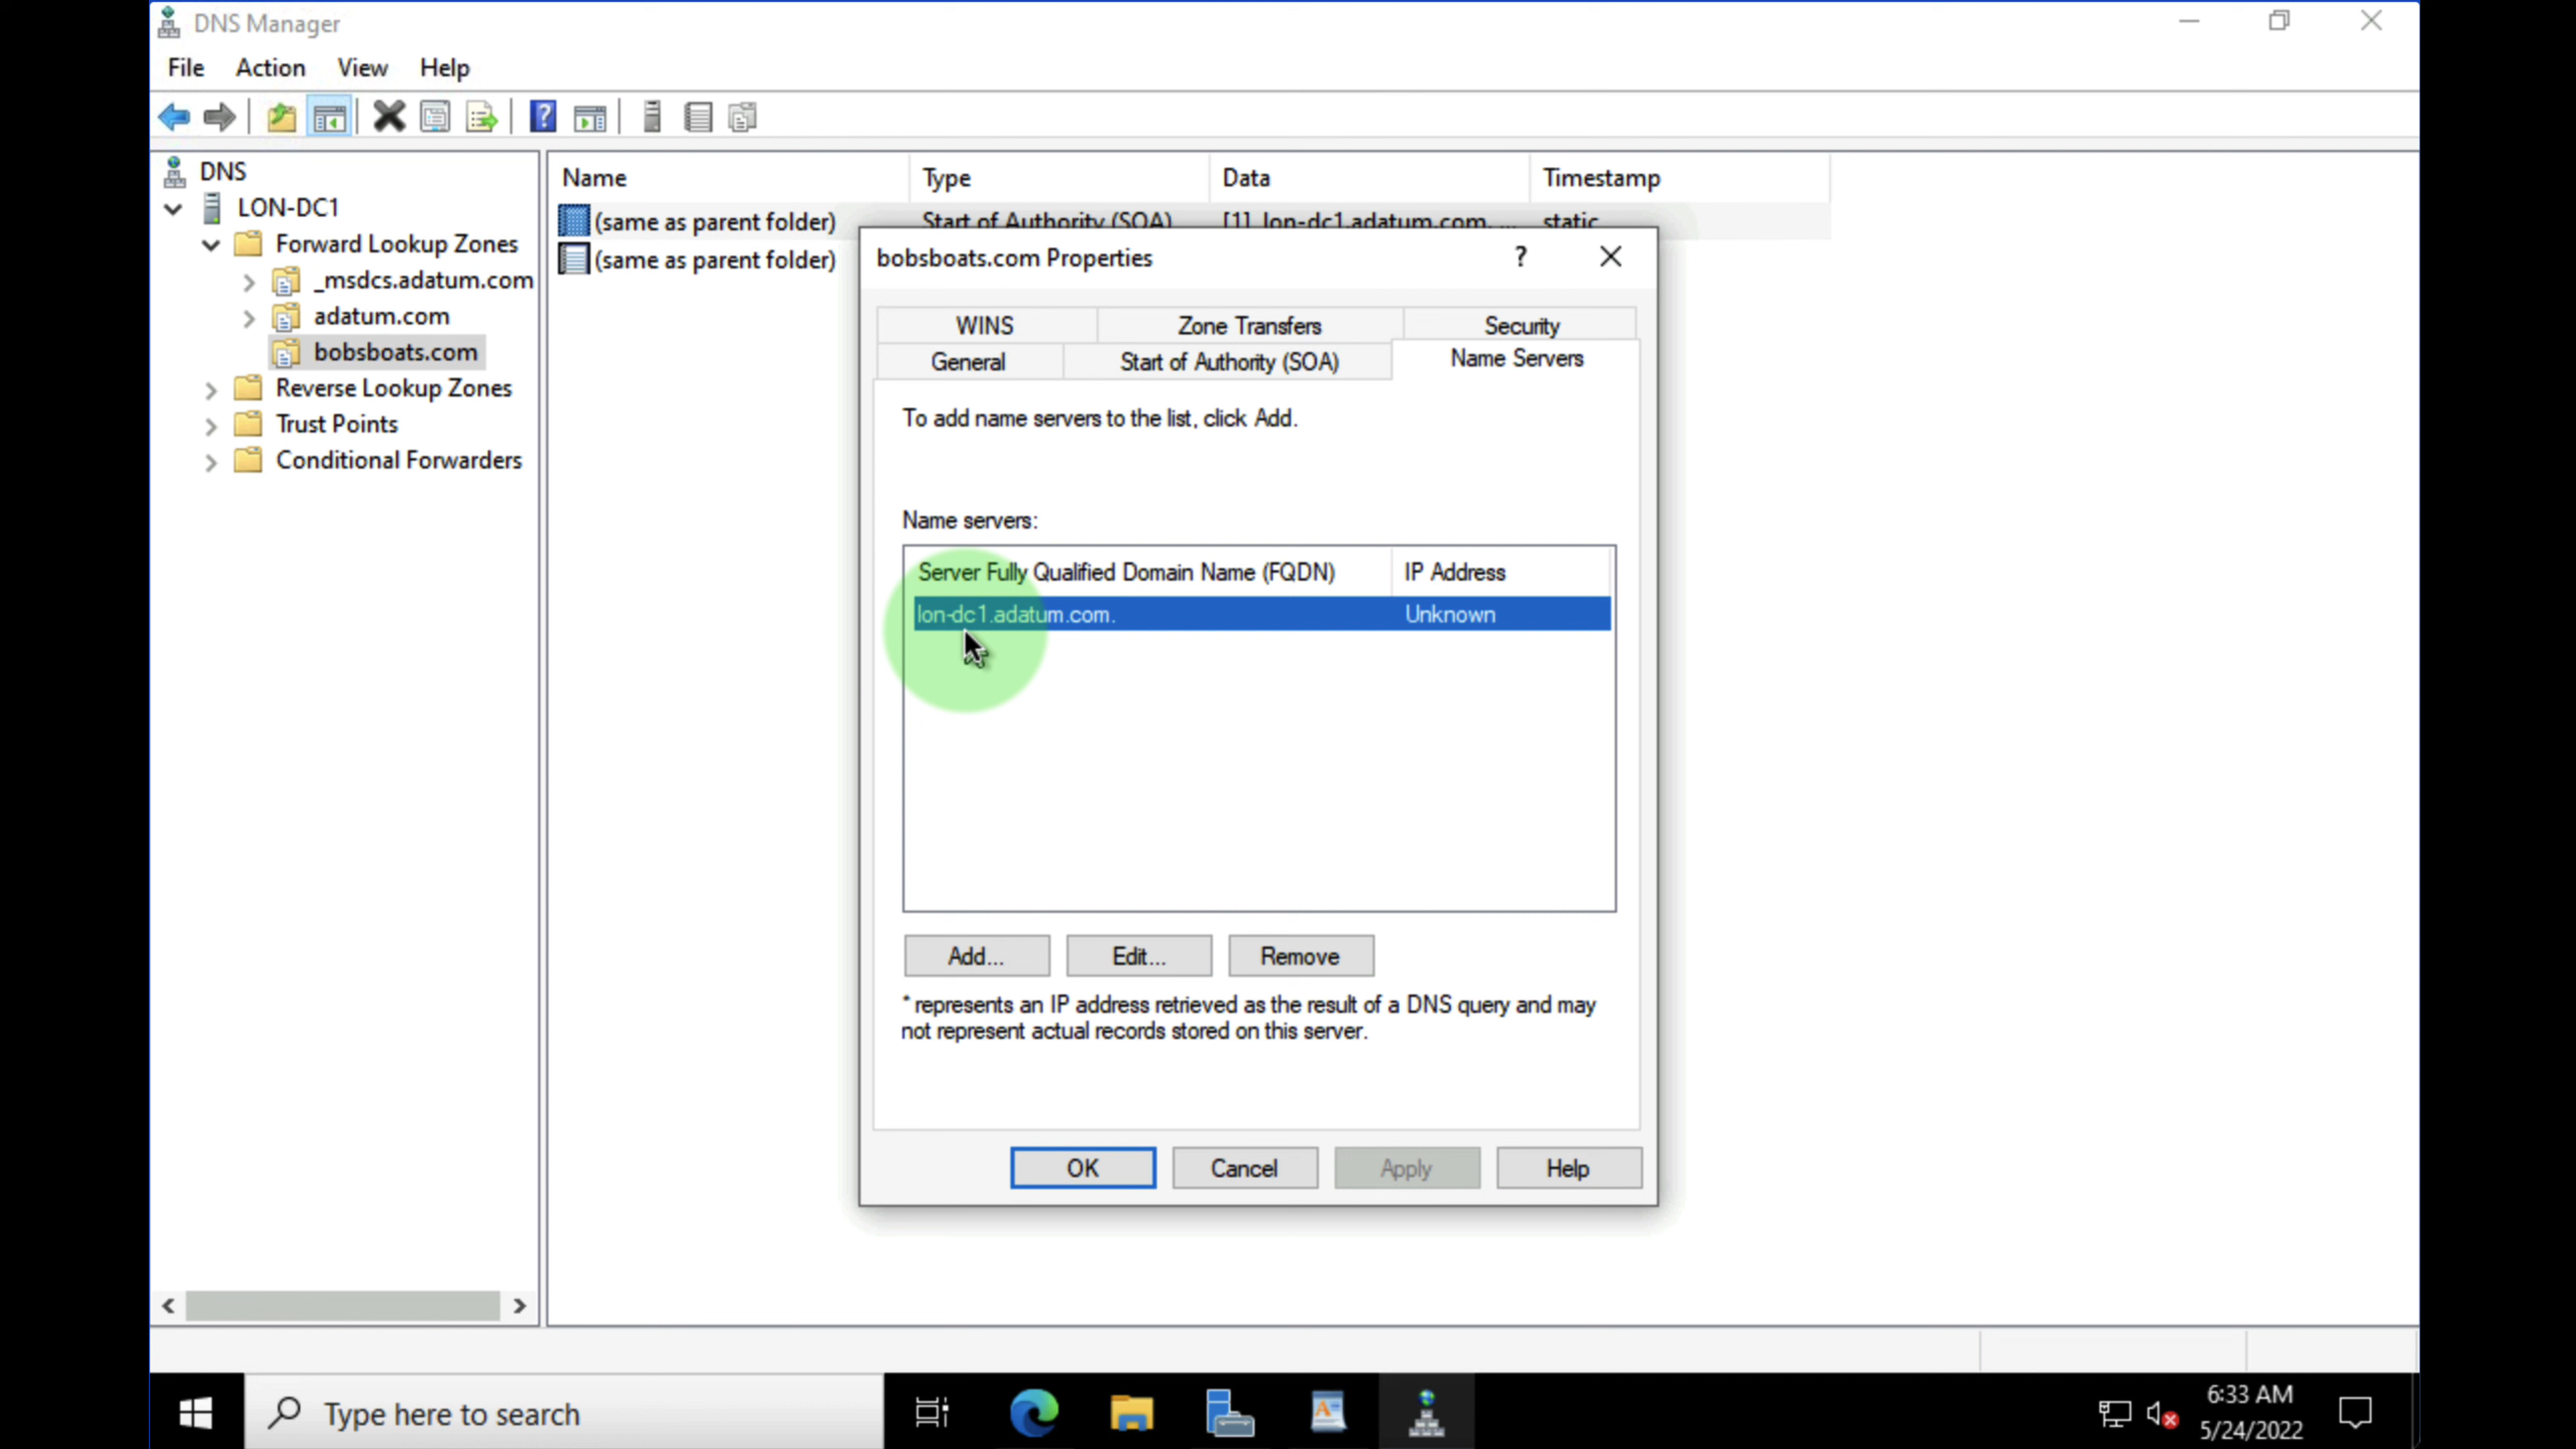 DNS Manager
File Action View Help
DNS
LON-DC1
Forward Lookup Zones
_msdcs.adatum.com
adatum.com
bobsboats.com
Reverse Lookup Zones
Trust Points
Conditional Forwarders
Name Type Data Timestamp
(same as parent folder) Start of Authority (SOA) [1], lon-dc1.adatum.com. ... static
(same as parent folder)
bobsboats.com Properties
?
WINS Zone Transfers Security
General Start of Authority (SOA) Name Servers
To add name servers to the list, click Add.
Name servers:
Server Fully Qualified Domain Name (FQDN) IP Address
lon-dc1.adatum.com. Unknown
Add... Edit... Remove
* represents an IP address retrieved as the result of a DNS query and may
not represent actual records stored on this server.
OK Cancel Apply Help
Type here to search
6:33 AM
5/24/2022